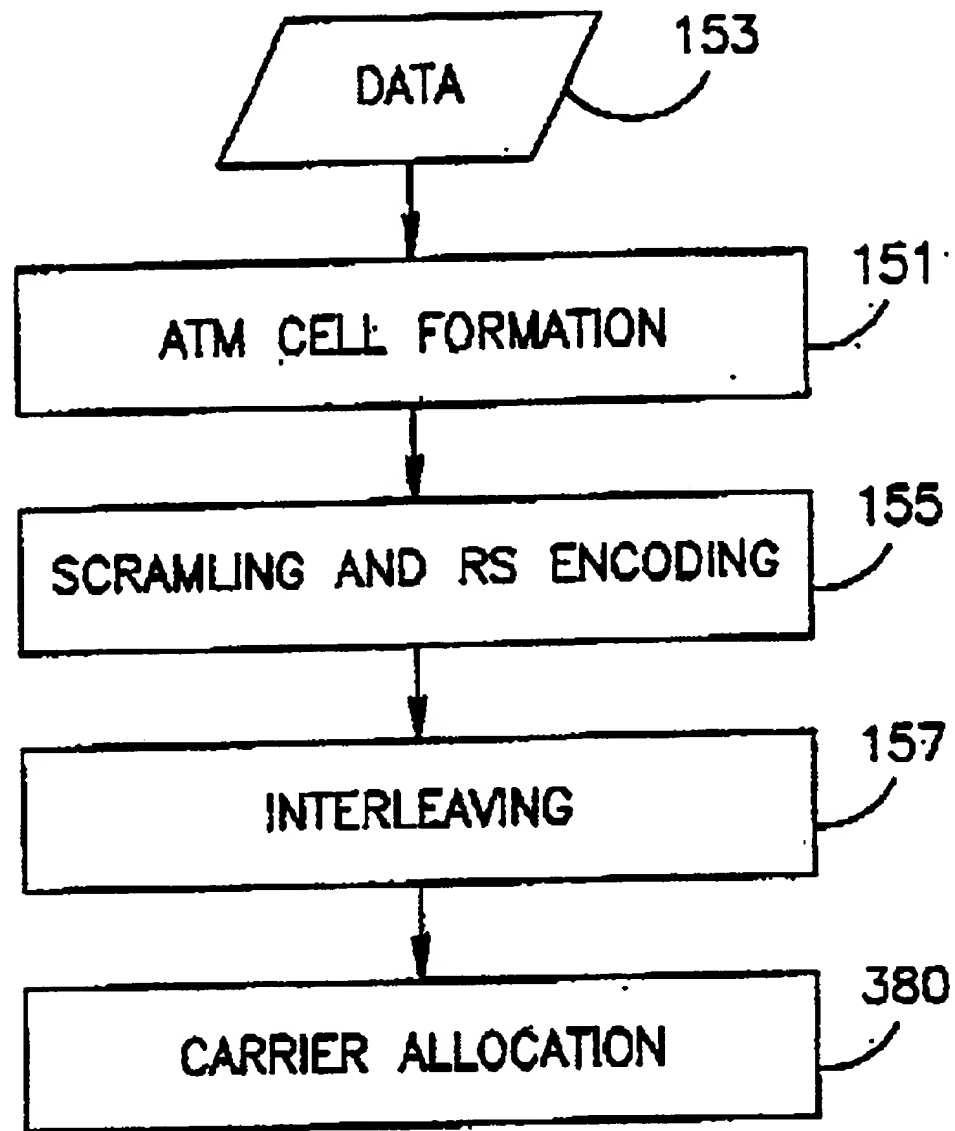 153
DATA
151
ATM CELL FORMATION
155
SCRAMLING AND RS ENCODING
157
INTERLEAVING
380
CARRIER ALLOCATION